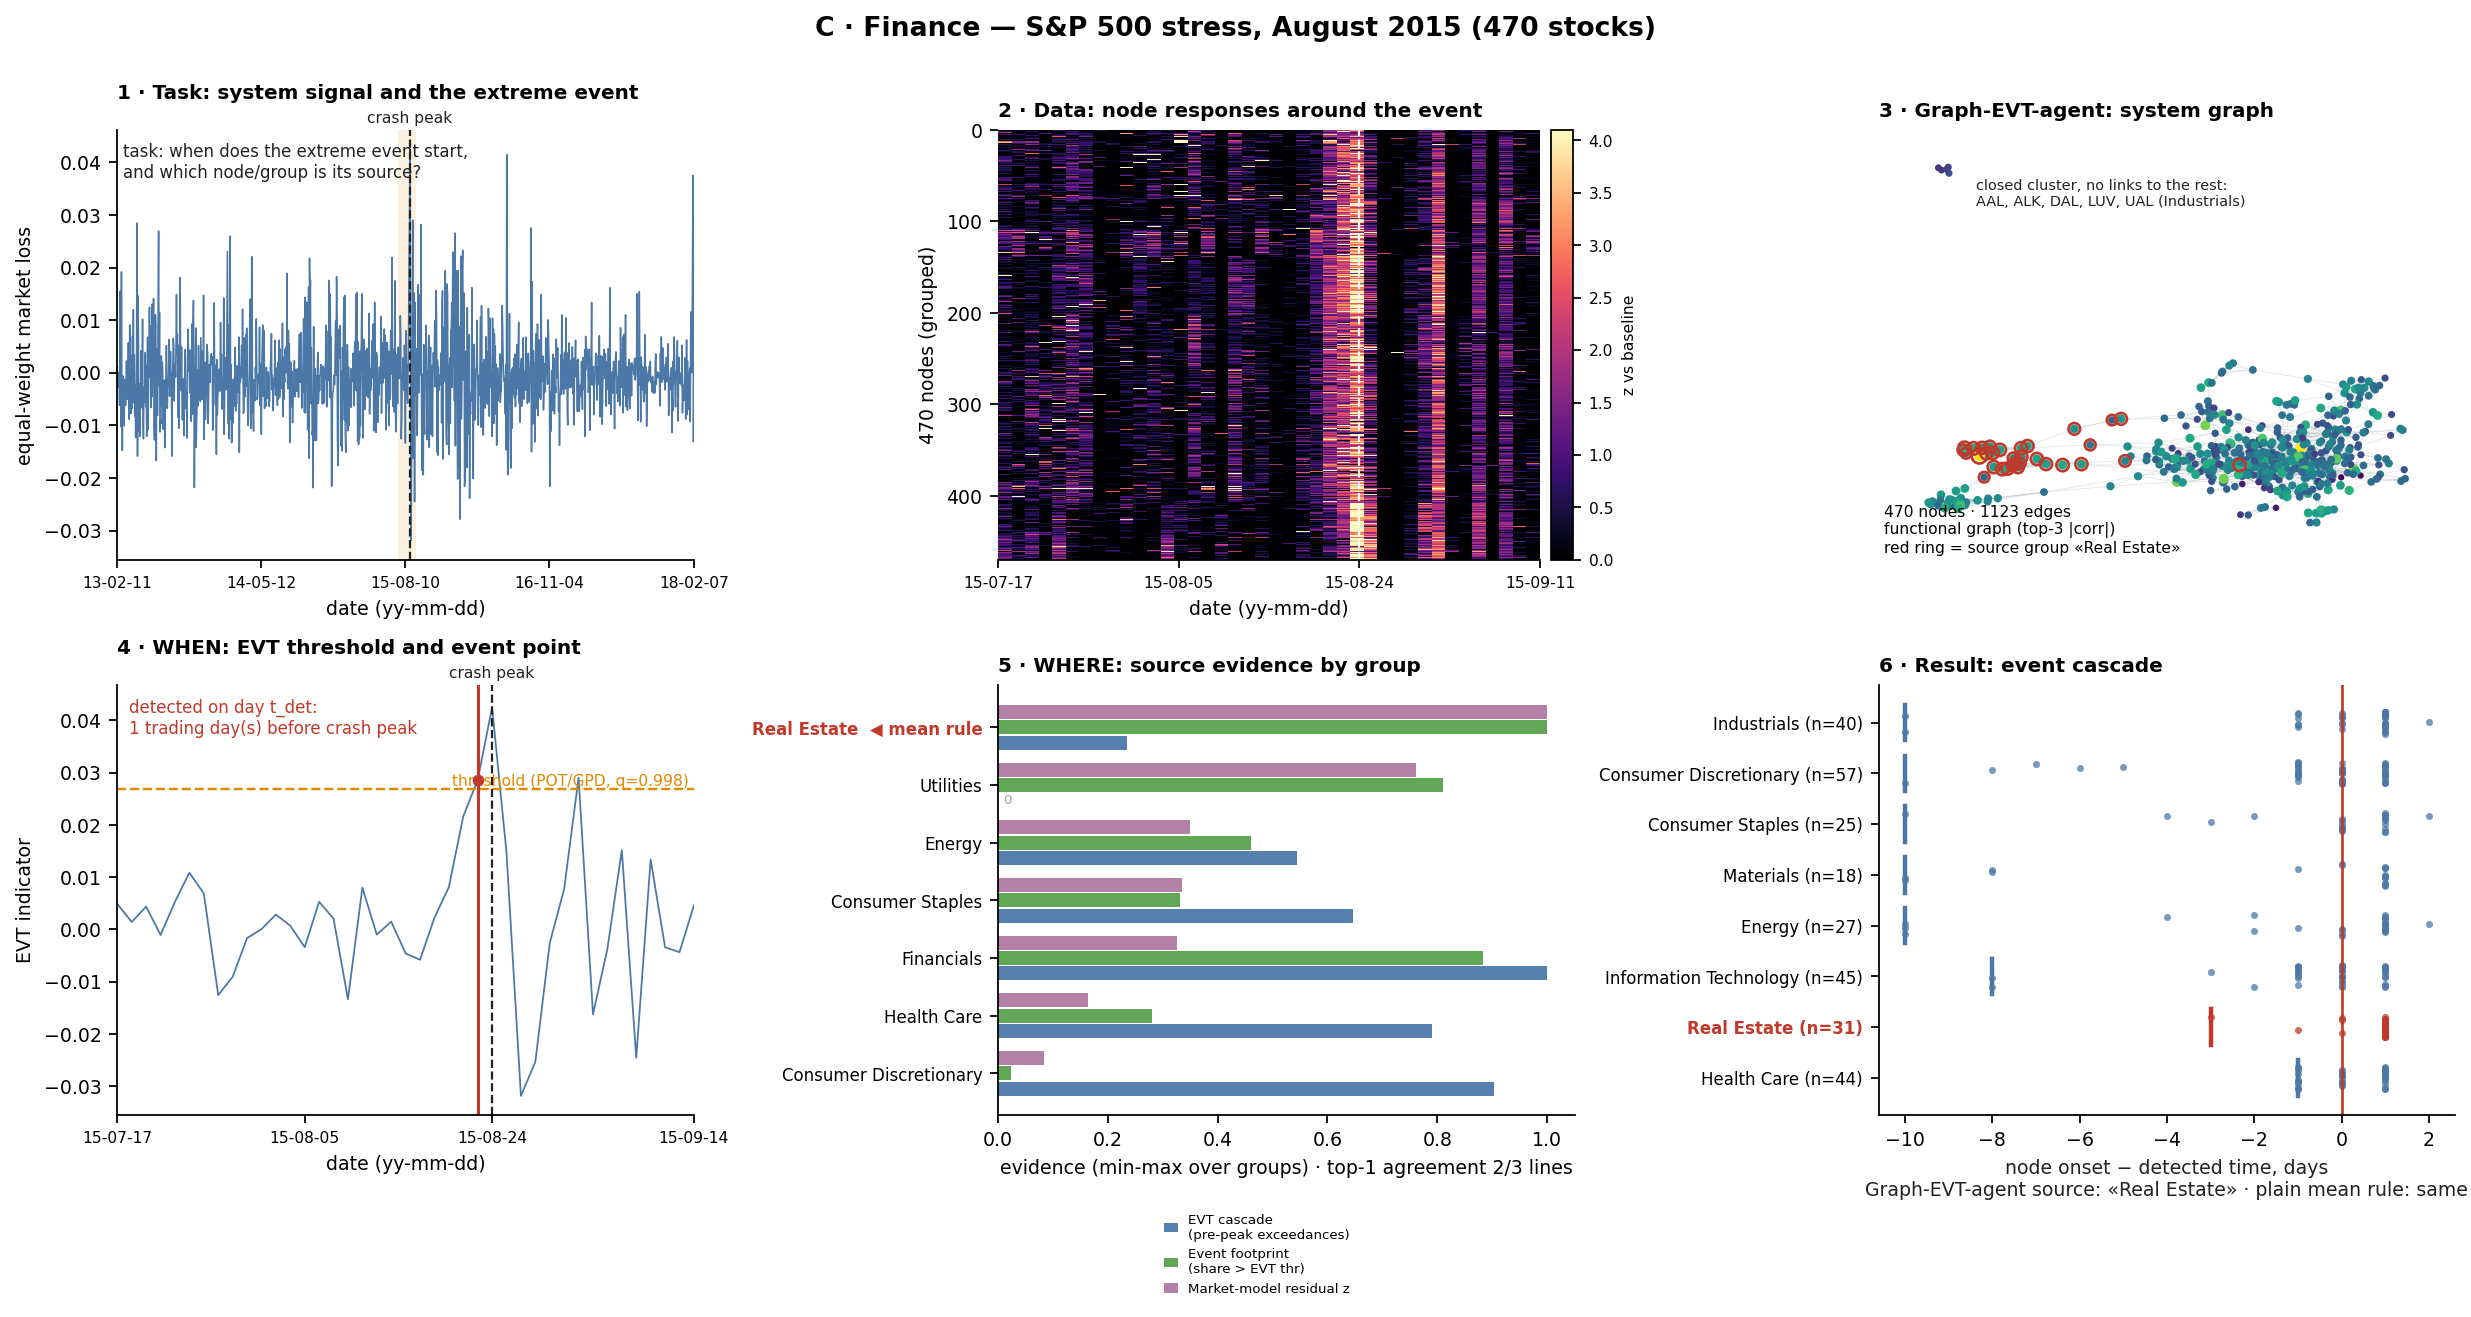 C · Finance — S&P 500 stress, August 2015 (470 stocks)
1 · Task: system signal and the extreme event
crash peak
task: when does the extreme event start,
and which node/group is its source?
equal-weight market loss
0.04
0.03
0.02
0.01
0.00
−0.01
−0.02
−0.03
13-02-11
14-05-12
15-08-10
16-11-04
18-02-07
date (yy-mm-dd)
2 · Data: node responses around the event
470 nodes (grouped)
0
100
200
300
400
15-07-17
15-08-05
15-08-24
15-09-11
date (yy-mm-dd)
4.0
3.5
3.0
2.5
2.0
1.5
1.0
0.5
0.0
z vs baseline
3 · Graph-EVT-agent: system graph
closed cluster, no links to the rest:
AAL, ALK, DAL, LUV, UAL (Industrials)
470 nodes · 1123 edges
functional graph (top-3 |corr|)
red ring = source group «Real Estate»
4 · WHEN: EVT threshold and event point
crash peak
detected on day t_det:
1 trading day(s) before crash peak
threshold (POT/GPD, q=0.998)
EVT indicator
0.04
0.03
0.02
0.01
0.00
−0.01
−0.02
−0.03
15-07-17
15-08-05
15-08-24
15-09-14
date (yy-mm-dd)
5 · WHERE: source evidence by group
Real Estate ◀ mean rule
Utilities
0
Energy
Consumer Staples
Financials
Health Care
Consumer Discretionary
0.0
0.2
0.4
0.6
0.8
1.0
evidence (min-max over groups) · top-1 agreement 2/3 lines
EVT cascade
(pre-peak exceedances)
Event footprint
(share > EVT thr)
Market-model residual z
6 · Result: event cascade
Industrials (n=40)
Consumer Discretionary (n=57)
Consumer Staples (n=25)
Materials (n=18)
Energy (n=27)
Information Technology (n=45)
Real Estate (n=31)
Health Care (n=44)
−10
−8
−6
−4
−2
0
2
node onset − detected time, days
Graph-EVT-agent source: «Real Estate» · plain mean rule: same